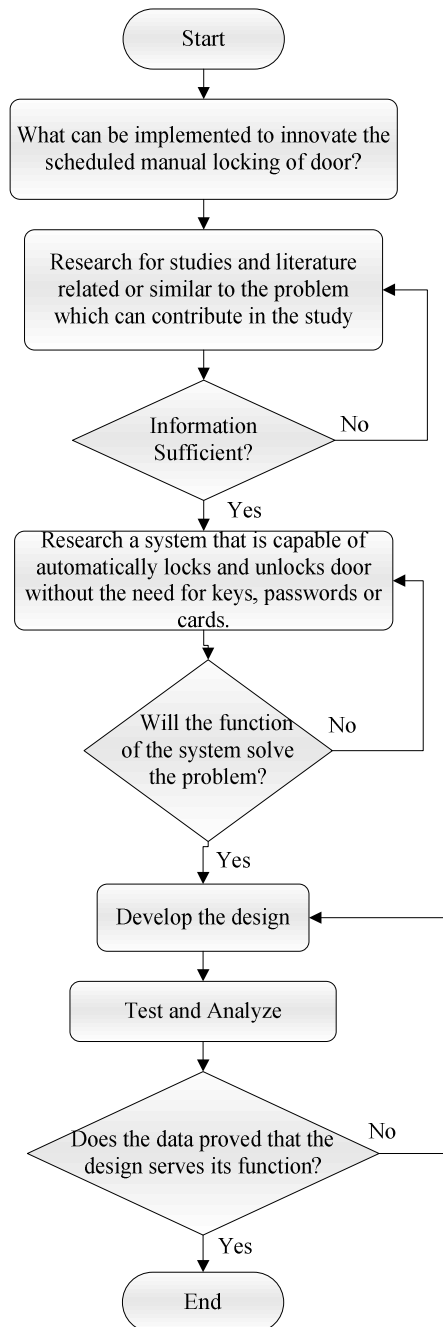 Start
What can be implemented to innovate the
scheduled manual locking of door?
Research for studies and literature
related or similar to the problem
which can contribute in the study
Information
Sufficient?
No
Yes
Research a system that is capable of
automatically locks and unlocks door
without the need for keys, passwords or
cards.
Will the function
of the system solve
the problem?
No
Yes
Develop the design
Test and Analyze
Does the data proved that the
design serves its function?
No
Yes
End